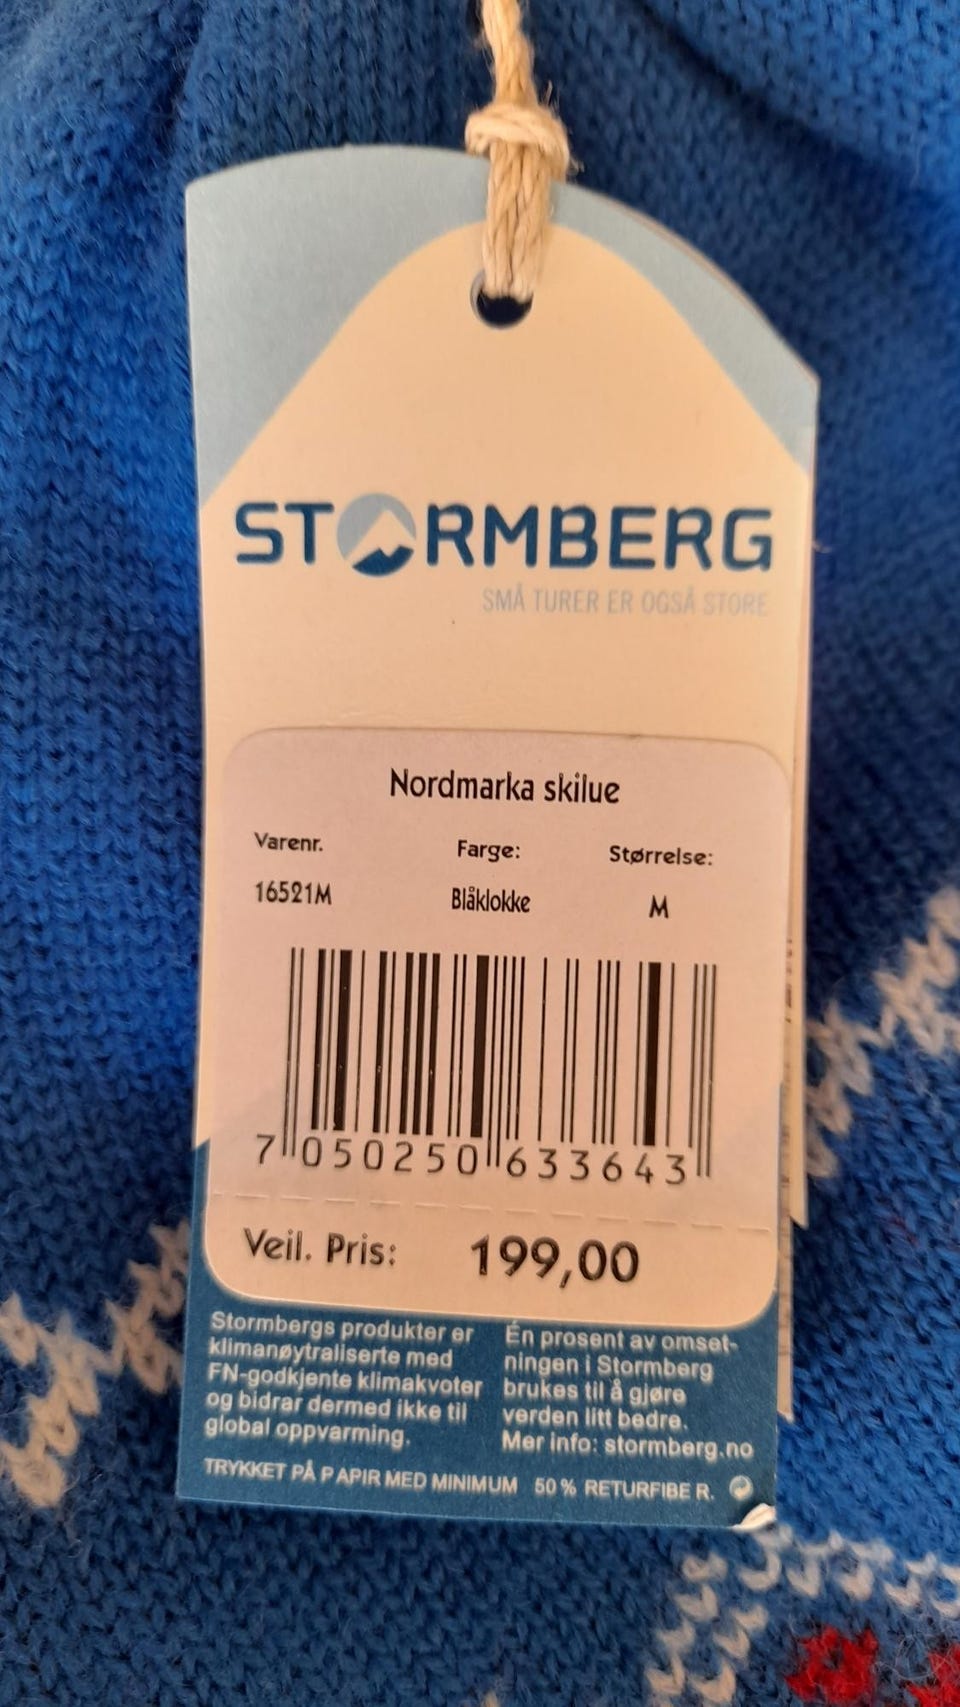 STORMBERG
SMÅ TURER ER OGSÅ STORE
Nordmarka skilue
Varenr. Farge: Størrelse:
16521M Blåklokke M
7 050250 633643
Veil. Pris: 199,00
Stormbergs produkter er
klimanøytraliserte med
FN-godkjente klimakvoter
og bidrar dermed ikke til
global oppvarming.
Én prosent av omset-
ningen i Stormberg
brukes til å gjøre
verden litt bedre.
Mer info: stormberg.no
TRYKKET PÅ PAPIR MED MINIMUM 50 % RETURFIBER.